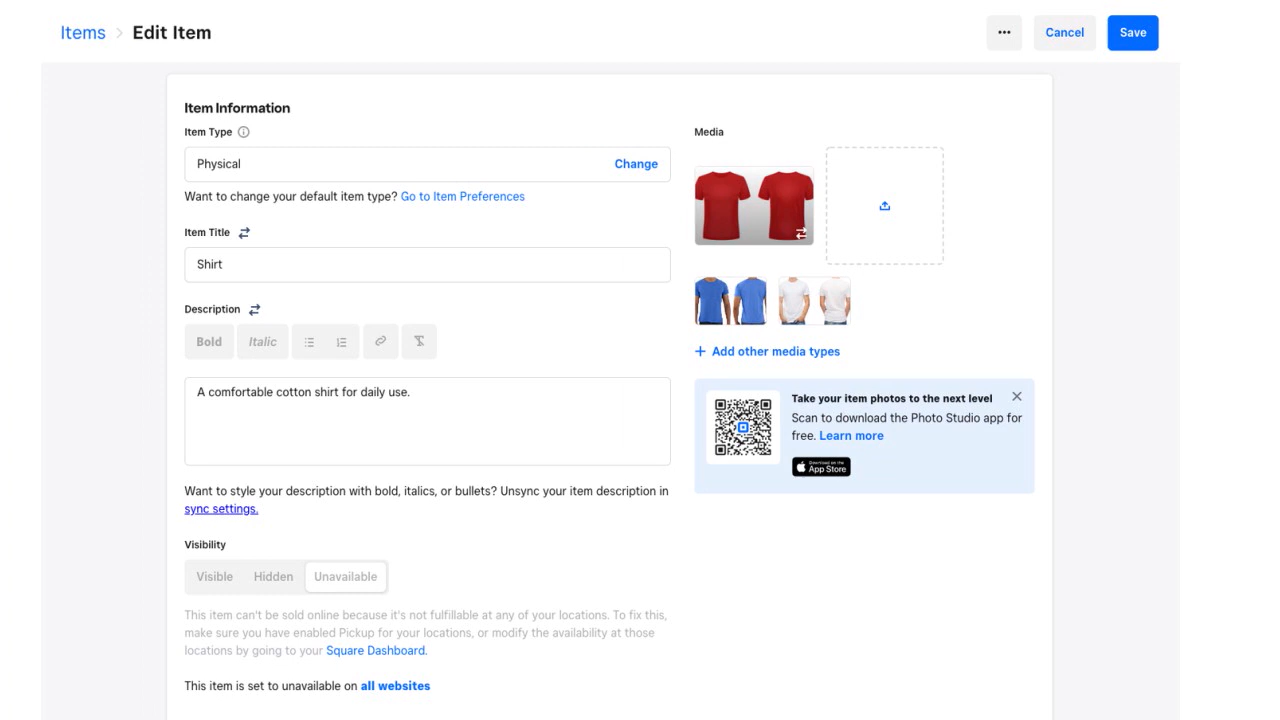 Items > Edit Item
••• Cancel Save
Item Information
Item Type
Physical Change
Want to change your default item type? Go to Item Preferences
Item Title
Shirt
Description
Bold Italic
A comfortable cotton shirt for daily use.
Want to style your description with bold, italics, or bullets? Unsync your item description in
sync settings.
Visibility
Visible Hidden Unavailable
This item can't be sold online because it's not fulfillable at any of your locations. To fix this,
make sure you have enabled Pickup for your locations, or modify the availability at those
locations by going to your Square Dashboard.
This item is set to unavailable on all websites
Media
+ Add other media types
Take your item photos to the next level
Scan to download the Photo Studio app for
free. Learn more
Download on the
App Store